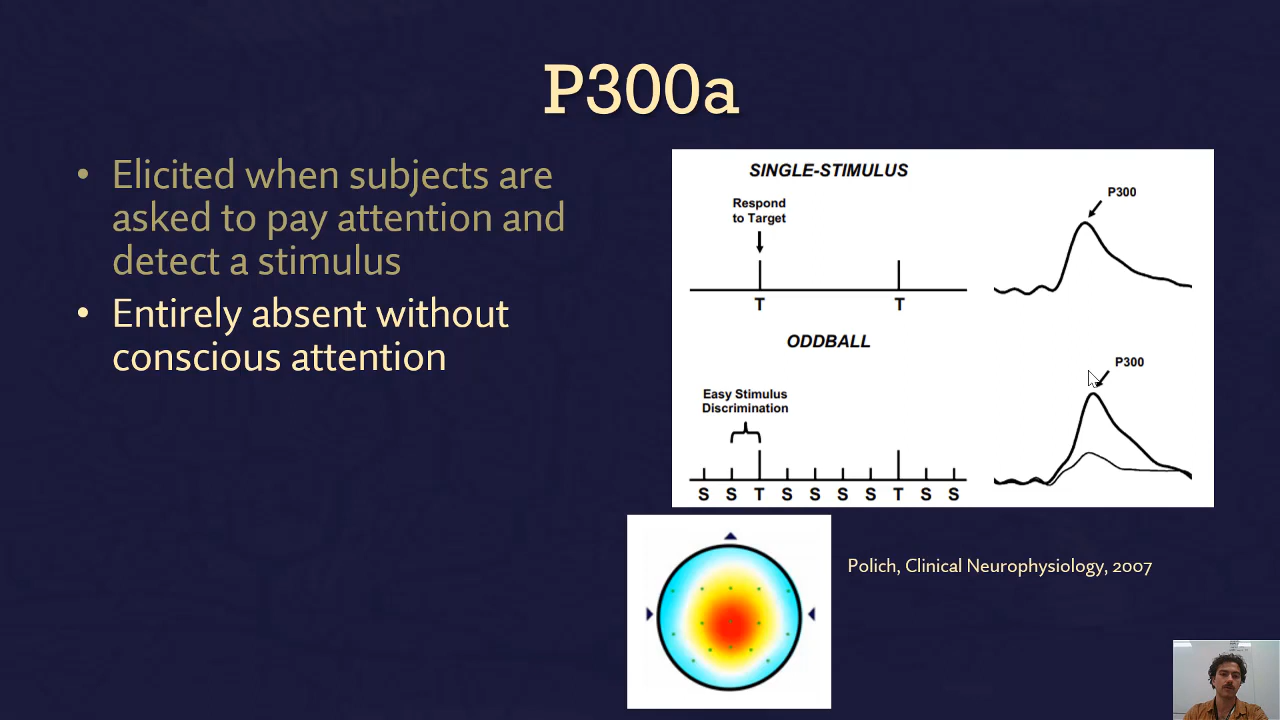 P300a
• Elicited when subjects are
asked to pay attention and
detect a stimulus
• Entirely absent without
conscious attention
SINGLE-STIMULUS
Respond
to Target
T T
P300
ODDBALL
Easy Stimulus
Discrimination
S S T S S S S T S S
P300
Polich, Clinical Neurophysiology, 2007